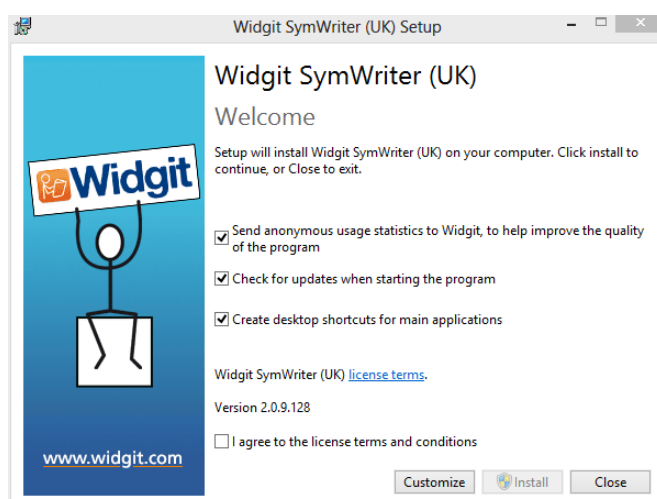 Widgit SymWriter (UK) Setup
Widgit SymWriter (UK)
Welcome
Setup will install Widgit SymWriter (UK) on your computer. Click install to
continue, or Close to exit.
Widgit
Send anonymous usage statistics to Widgit, to help improve the quality
of the program
Check for updates when starting the program
Create desktop shortcuts for main applications
Widgit SymWriter (UK) license terms.
Version 2.0.9.128
I agree to the license terms and conditions
www.widgit.com
Customize
Install
Close